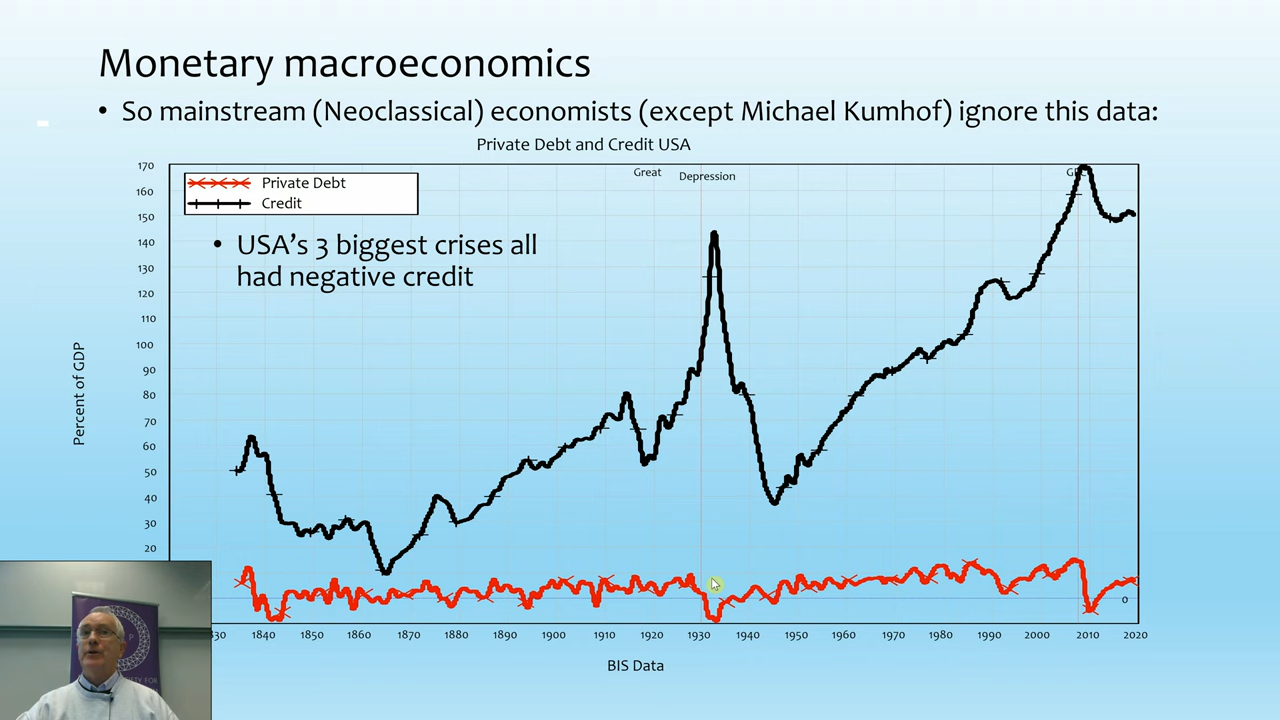 Monetary macroeconomics
• So mainstream (Neoclassical) economists (except Michael Kumhof) ignore this data:
Private Debt and Credit USA
Great
Depression
Private Debt
Credit
• USA's 3 biggest crises all
had negative credit
Percent of GDP
170
160
150
140
130
120
110
100
90
80
70
60
50
40
30
20
0
1840 1850 1860 1870 1880 1890 1900 1910 1920 1930 1940 1950 1960 1970 1980 1990 2000 2010 2020
BIS Data